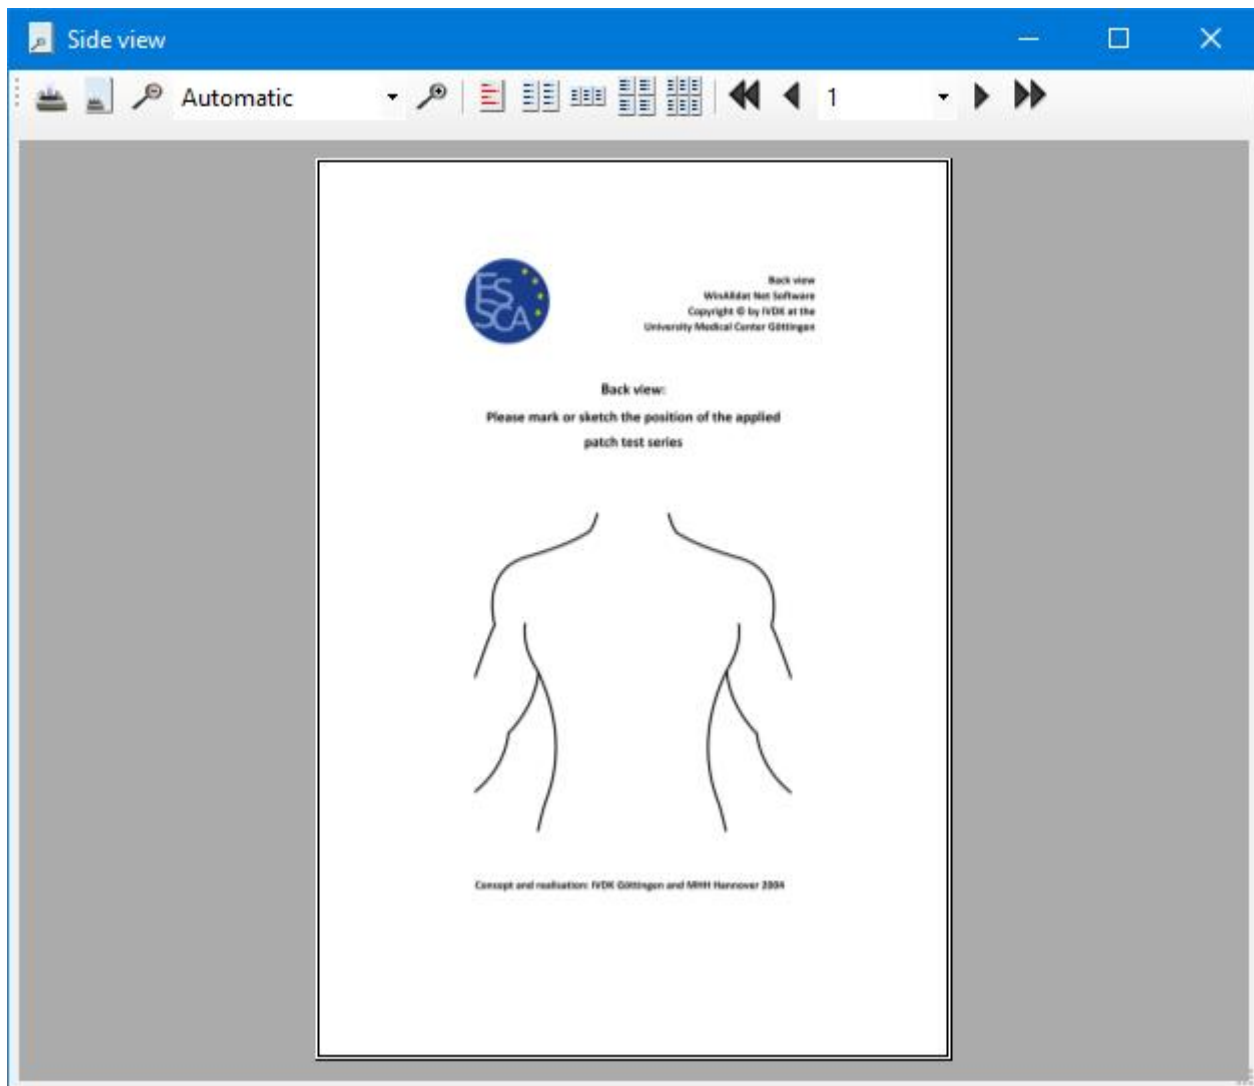 Side view
Automatic
1
ES
SCA
Back view
WinAlldat Net Software
Copyright © by IVDK at the
University Medical Center Göttingen
Back view:
Please mark or sketch the position of the applied
patch test series
Concept and realisation: IVDK Göttingen and MHH Hannover 2004